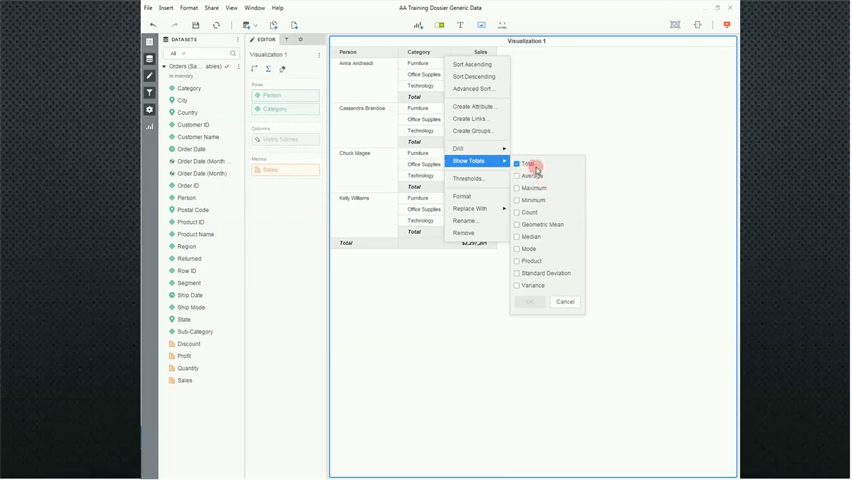 File Insert Format Share View Window Help
AA Training Dossier Generic Data
DATASETS
All
Orders (Sa... ables)
In memory
Category
City
Country
Customer ID
Customer Name
Order Date
Order Date (Month ...
Order Date (Month)
Order ID
Person
Postal Code
Product ID
Product Name
Region
Returned
Row ID
Segment
Ship Date
Ship Mode
State
Sub-Category
Discount
Profit
Quantity
Sales
EDITOR
Visualization 1
Rows
Person
Category
Columns
Metric Names
Metrics
Sales
Visualization 1
Person Category Sales
Anna Andreadi Furniture
Office Supplies
Technology
Total
Cassandra Brandow Furniture
Office Supplies
Technology
Total
Chuck Magee Furniture
Office Supplies
Technology
Total
Kelly Williams Furniture
Office Supplies
Technology
Total
Total
Sort Ascending
Sort Descending
Advanced Sort...
Create Attribute...
Create Links...
Create Groups...
Drill
Show Totals
Thresholds...
Format
Replace With
Rename...
Remove
Total
Average
Maximum
Minimum
Count
Geometric Mean
Median
Mode
Product
Standard Deviation
Variance
OK Cancel